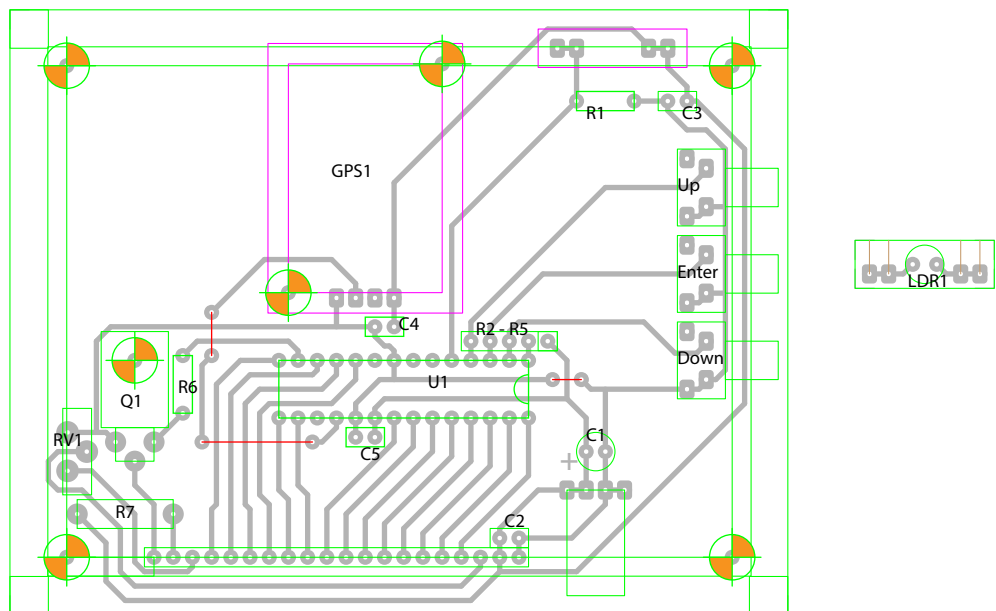 R1
C3
GPS1
Up
Enter
LDR1
C4
R2 - R5
Down
U1
R6
Q1
RV1
C1
+
C5
R7
C2